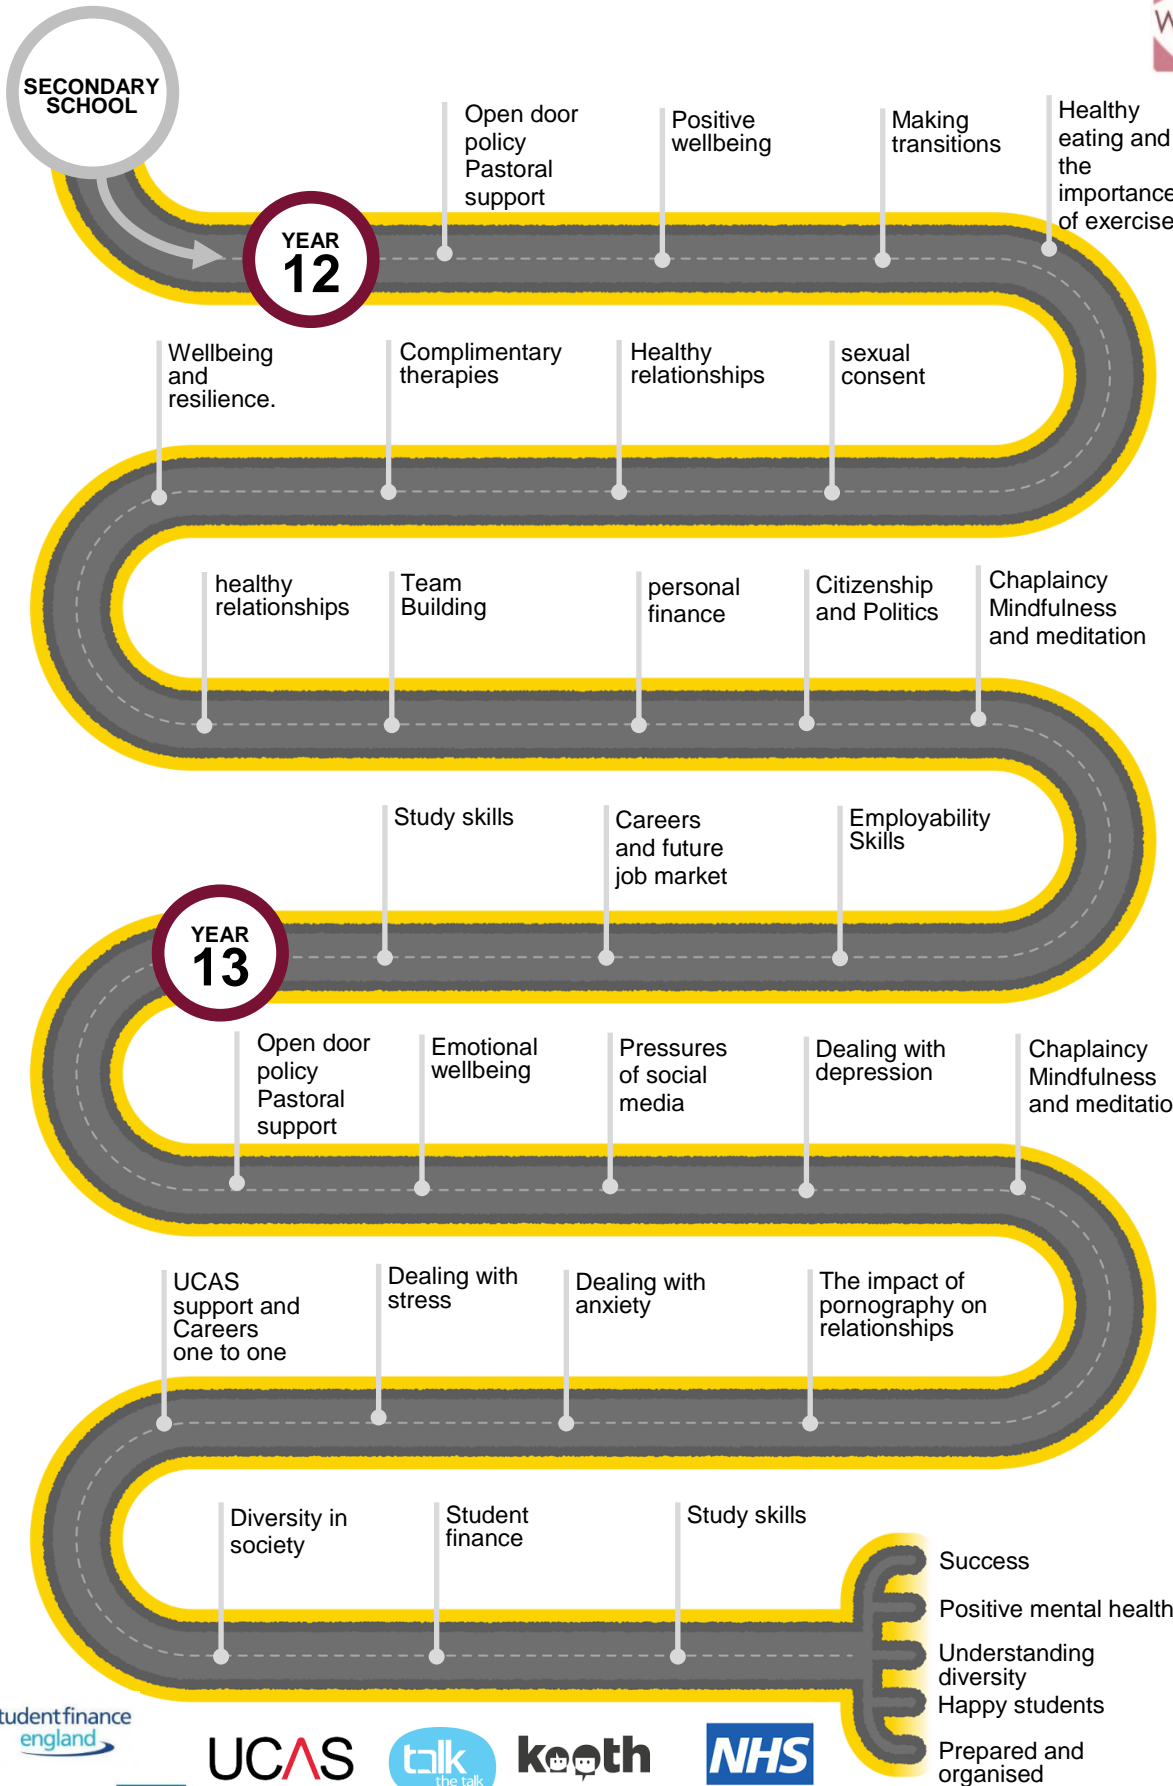 SECONDARY
SCHOOL
W
Open door
policy
Pastoral
support
Positive
wellbeing
Making
transitions
Healthy
eating and
the
importance
of exercise
YEAR
12
Wellbeing
and
resilience.
Complimentary
therapies
Healthy
relationships
sexual
consent
healthy
relationships
Team
Building
personal
finance
Citizenship
and Politics
Chaplaincy
Mindfulness
and meditation
Study skills
Careers
and future
job market
Employability
Skills
YEAR
13
Open door
policy
Pastoral
support
Emotional
wellbeing
Pressures
of social
media
Dealing with
depression
Chaplaincy
Mindfulness
and meditatio
UCAS
support and
Careers
one to one
Dealing with
stress
Dealing with
anxiety
The impact of
pornography on
relationships
Diversity in
society
Student
finance
Study skills
Success
Positive mental health
Understanding
diversity
Happy students
Prepared and
organised
tudent finance
england
UCAS
talk
the talk
kooth
NHS